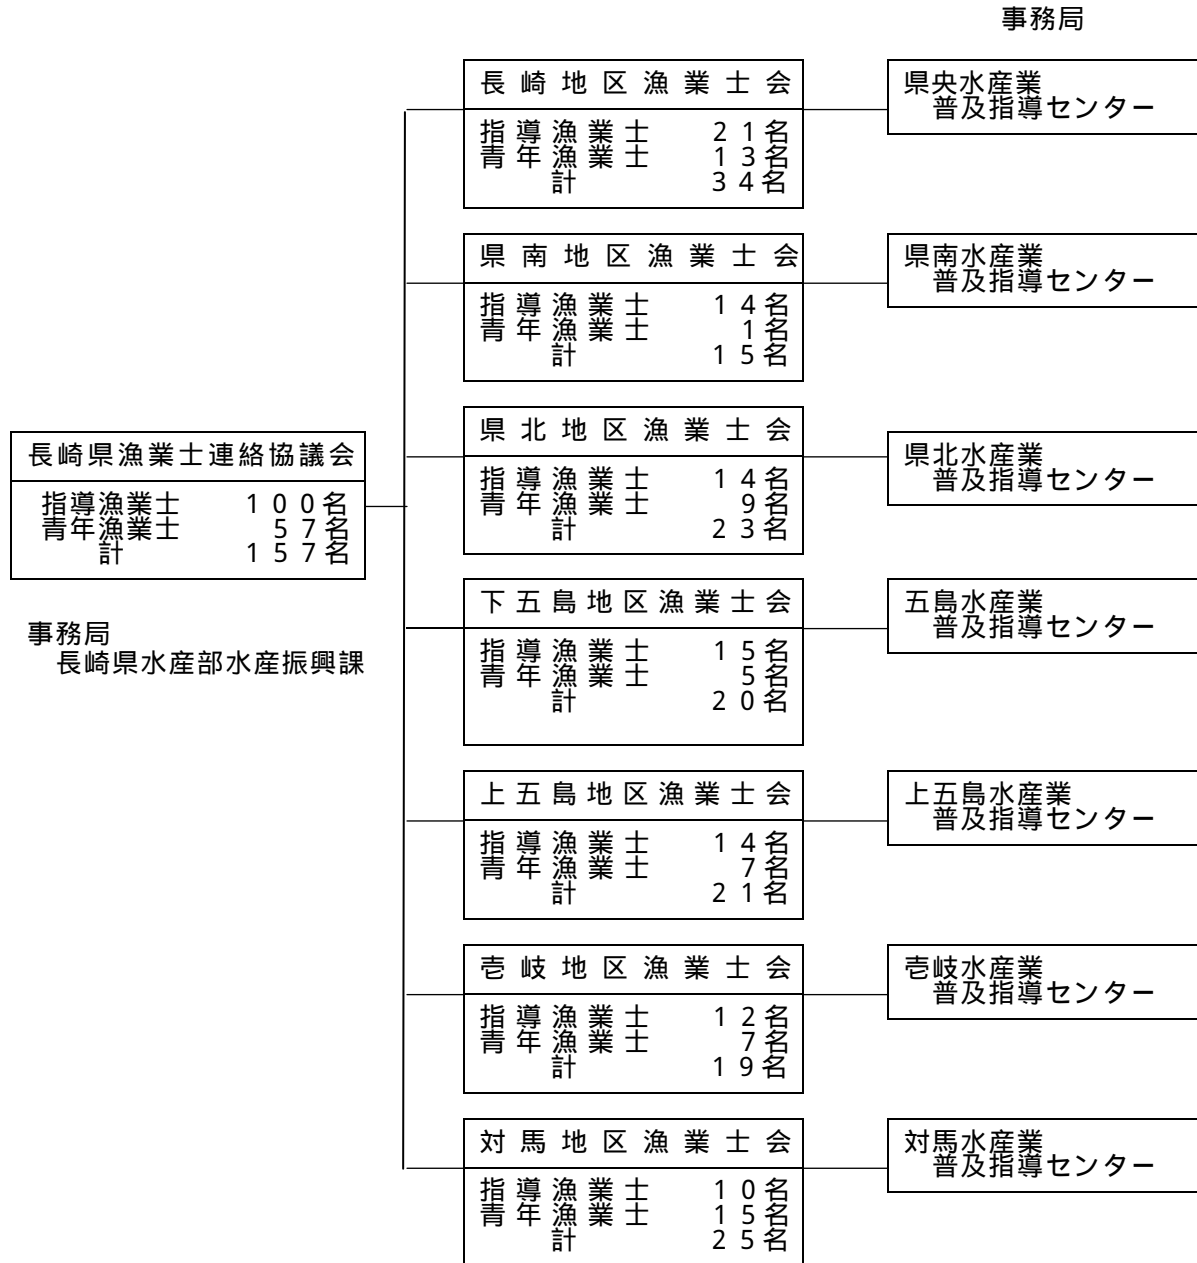 事務局
長崎地区漁業士会
指導漁業士 21名
青年漁業士 13名
計 34名
県央水産業
普及指導センター
県南地区漁業士会
指導漁業士 14名
青年漁業士 1名
計 15名
県南水産業
普及指導センター
県北地区漁業士会
指導漁業士 14名
青年漁業士 9名
計 23名
県北水産業
普及指導センター
長崎県漁業士連絡協議会
指導漁業士 100名
青年漁業士 57名
計 157名
事務局
長崎県水産部水産振興課
下五島地区漁業士会
指導漁業士 15名
青年漁業士 5名
計 20名
五島水産業
普及指導センター
上五島地区漁業士会
指導漁業士 14名
青年漁業士 7名
計 21名
上五島水産業
普及指導センター
壱岐地区漁業士会
指導漁業士 12名
青年漁業士 7名
計 19名
壱岐水産業
普及指導センター
対馬地区漁業士会
指導漁業士 10名
青年漁業士 15名
計 25名
対馬水産業
普及指導センター